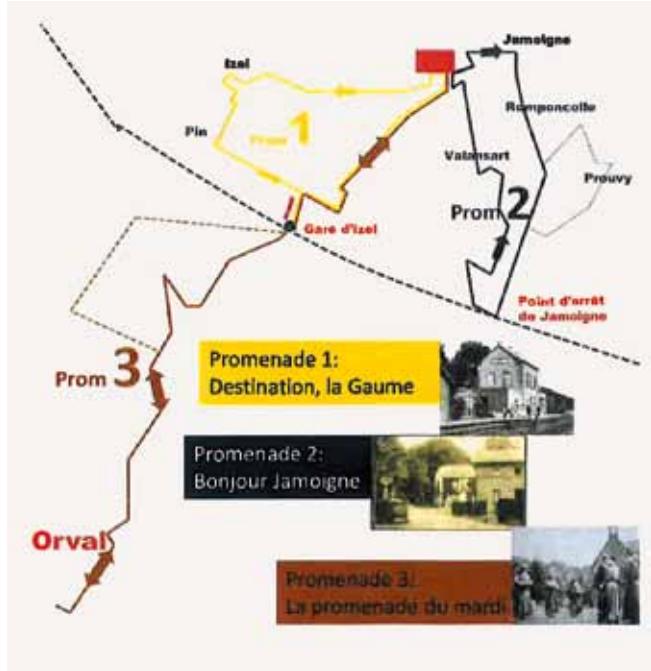 Jamoigne
Izel
Romponcelle
Pin
Prom 1
Valansart
Prouvy
Prom 2
Gare d'Izel
Point d'arrêt
de Jamoigne
Promenade 1:
Destination, la Gaume
Prom 3
Promenade 2:
Bonjour Jamoigne
Orval
Promenade 3:
La promenade du mardi